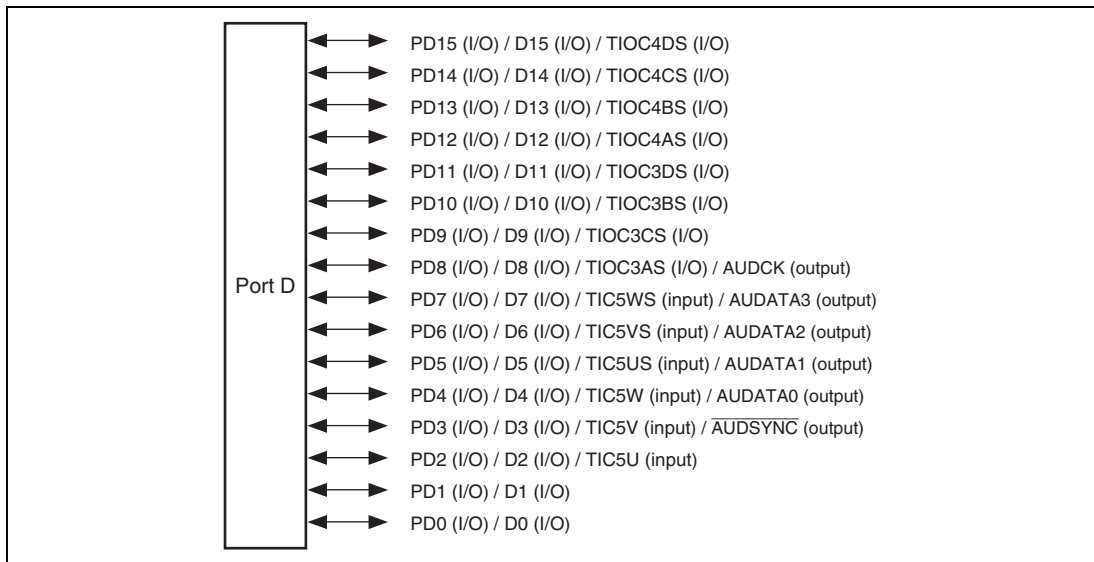 Port D
PD15 (I/O) / D15 (I/O) / TIOC4DS (I/O)
PD14 (I/O) / D14 (I/O) / TIOC4CS (I/O)
PD13 (I/O) / D13 (I/O) / TIOC4BS (I/O)
PD12 (I/O) / D12 (I/O) / TIOC4AS (I/O)
PD11 (I/O) / D11 (I/O) / TIOC3DS (I/O)
PD10 (I/O) / D10 (I/O) / TIOC3BS (I/O)
PD9 (I/O) / D9 (I/O) / TIOC3CS (I/O)
PD8 (I/O) / D8 (I/O) / TIOC3AS (I/O) / AUDCK (output)
PD7 (I/O) / D7 (I/O) / TIC5WS (input) / AUDATA3 (output)
PD6 (I/O) / D6 (I/O) / TIC5VS (input) / AUDATA2 (output)
PD5 (I/O) / D5 (I/O) / TIC5US (input) / AUDATA1 (output)
PD4 (I/O) / D4 (I/O) / TIC5W (input) / AUDATA0 (output)
PD3 (I/O) / D3 (I/O) / TIC5V (input) / A̅U̅D̅S̅Y̅N̅C̅ (output)
PD2 (I/O) / D2 (I/O) / TIC5U (input)
PD1 (I/O) / D1 (I/O)
PD0 (I/O) / D0 (I/O)